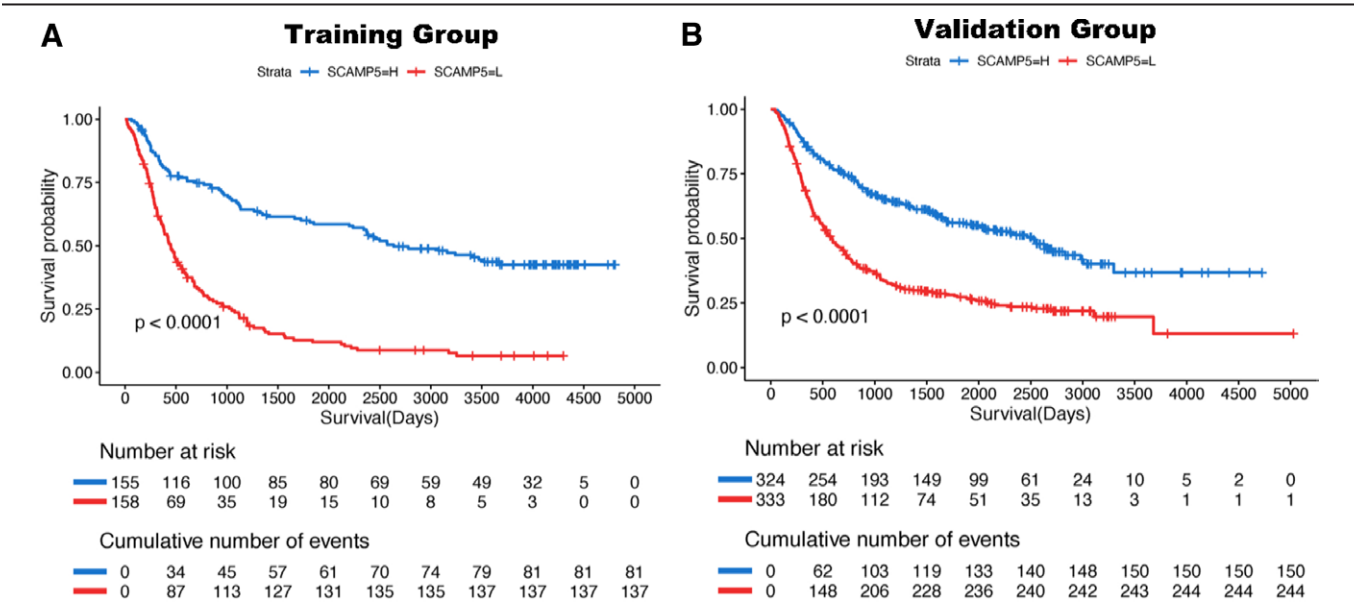 A
Training Group
Strata SCAMP5=H SCAMP5=L
Survival probability
1.00
0.75
0.50
0.25
0.00
p < 0.0001
0 500 1000 1500 2000 2500 3000 3500 4000 4500 5000
Survival(Days)
Number at risk
155 116 100 85 80 69 59 49 32 5 0
158 69 35 19 15 10 8 5 3 0 0
Cumulative number of events
0 34 45 57 61 70 74 79 81 81 81
0 87 113 127 131 135 135 137 137 137 137
B
Validation Group
Strata SCAMP5=H SCAMP5=L
Survival probability
1.00
0.75
0.50
0.25
0.00
p < 0.0001
0 500 1000 1500 2000 2500 3000 3500 4000 4500 5000
Survival(Days)
Number at risk
324 254 193 149 99 61 24 10 5 2 0
333 180 112 74 51 35 13 3 1 1 1
Cumulative number of events
0 62 103 119 133 140 148 150 150 150 150
0 148 206 228 236 240 242 243 244 244 244